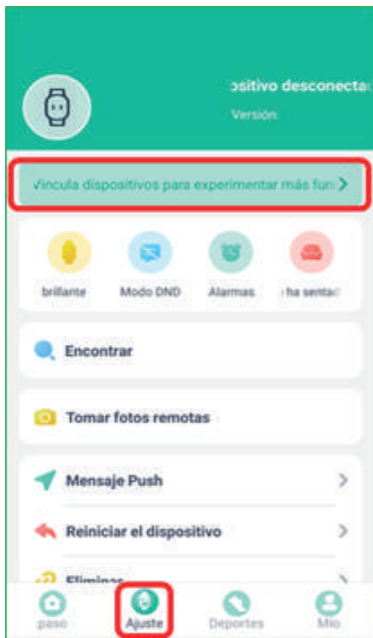 ositivo desconecta
Versión:
Vincula dispositivos para experimentar más fun
brillante Modo DND Alarmas ha sentad
Encontrar
Tomar fotos remotas
Mensaje Push
Reiniciar el dispositivo
Eliminar
paso Ajuste Deportes Mío